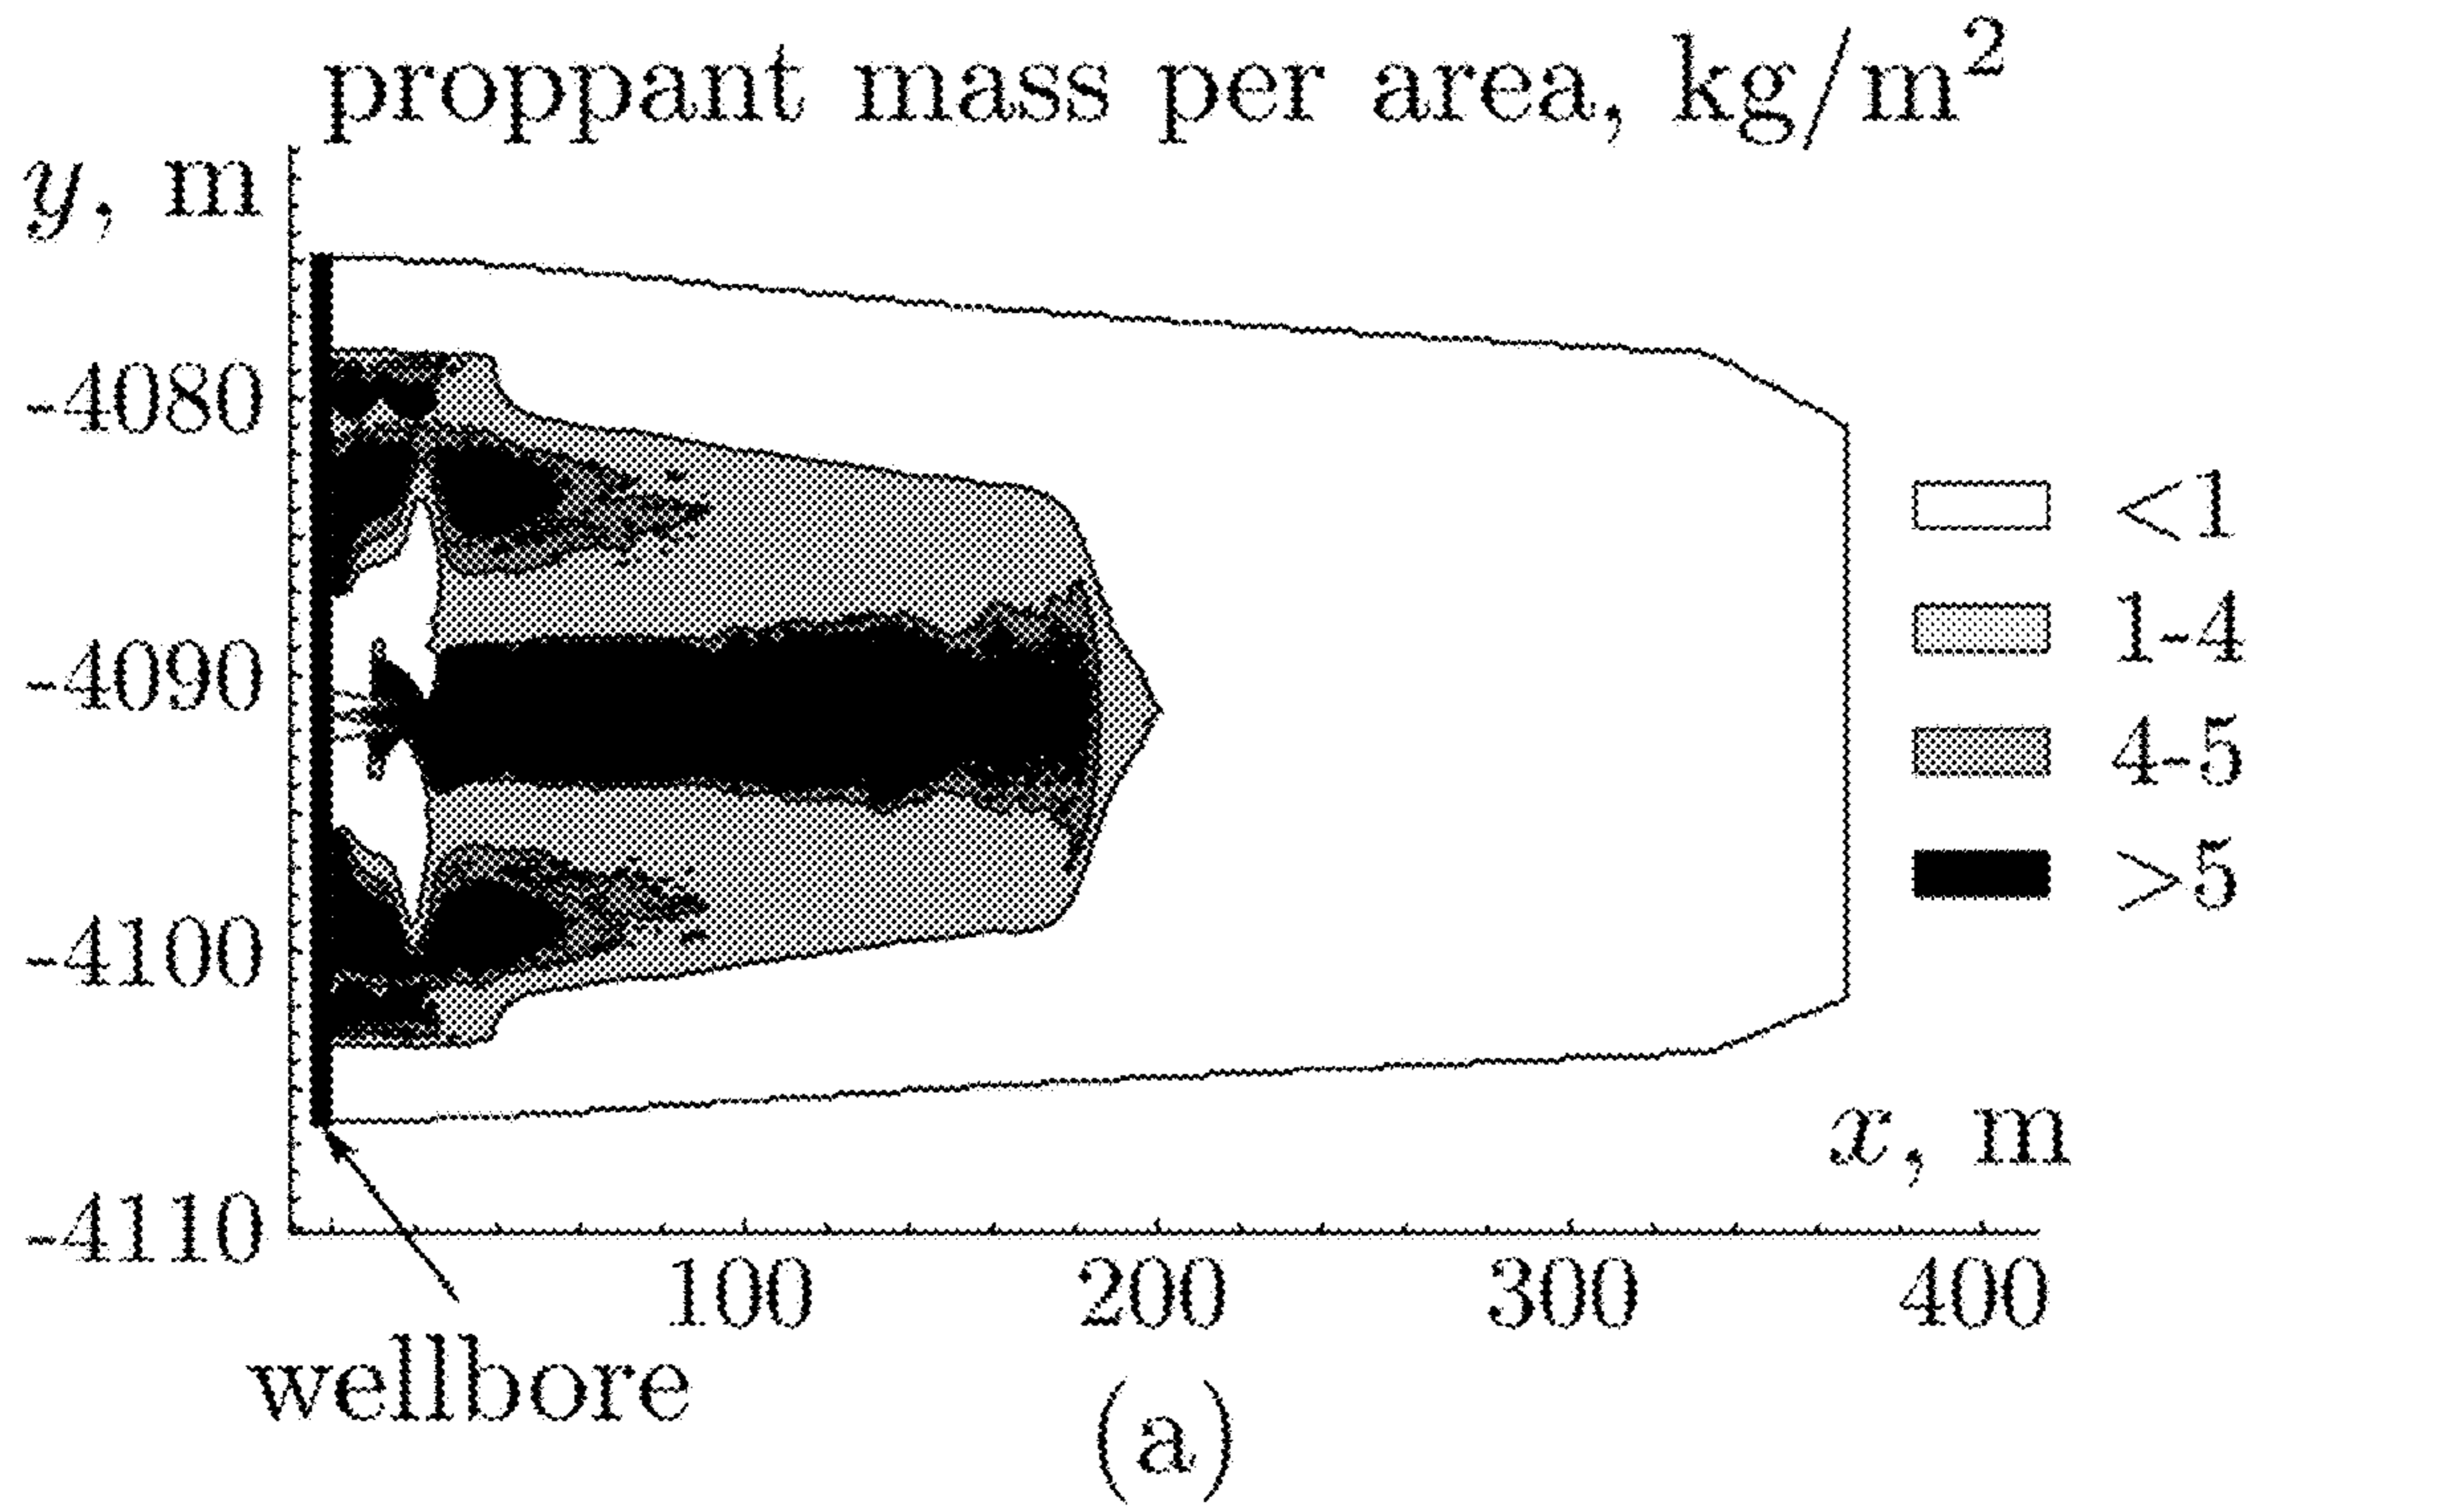 proppant mass per area, kg/m²
y, m
-4080
-4090
-4100
-4110
<1
1-4
4-5
>5
x, m
100 200 300 400
wellbore
(a)